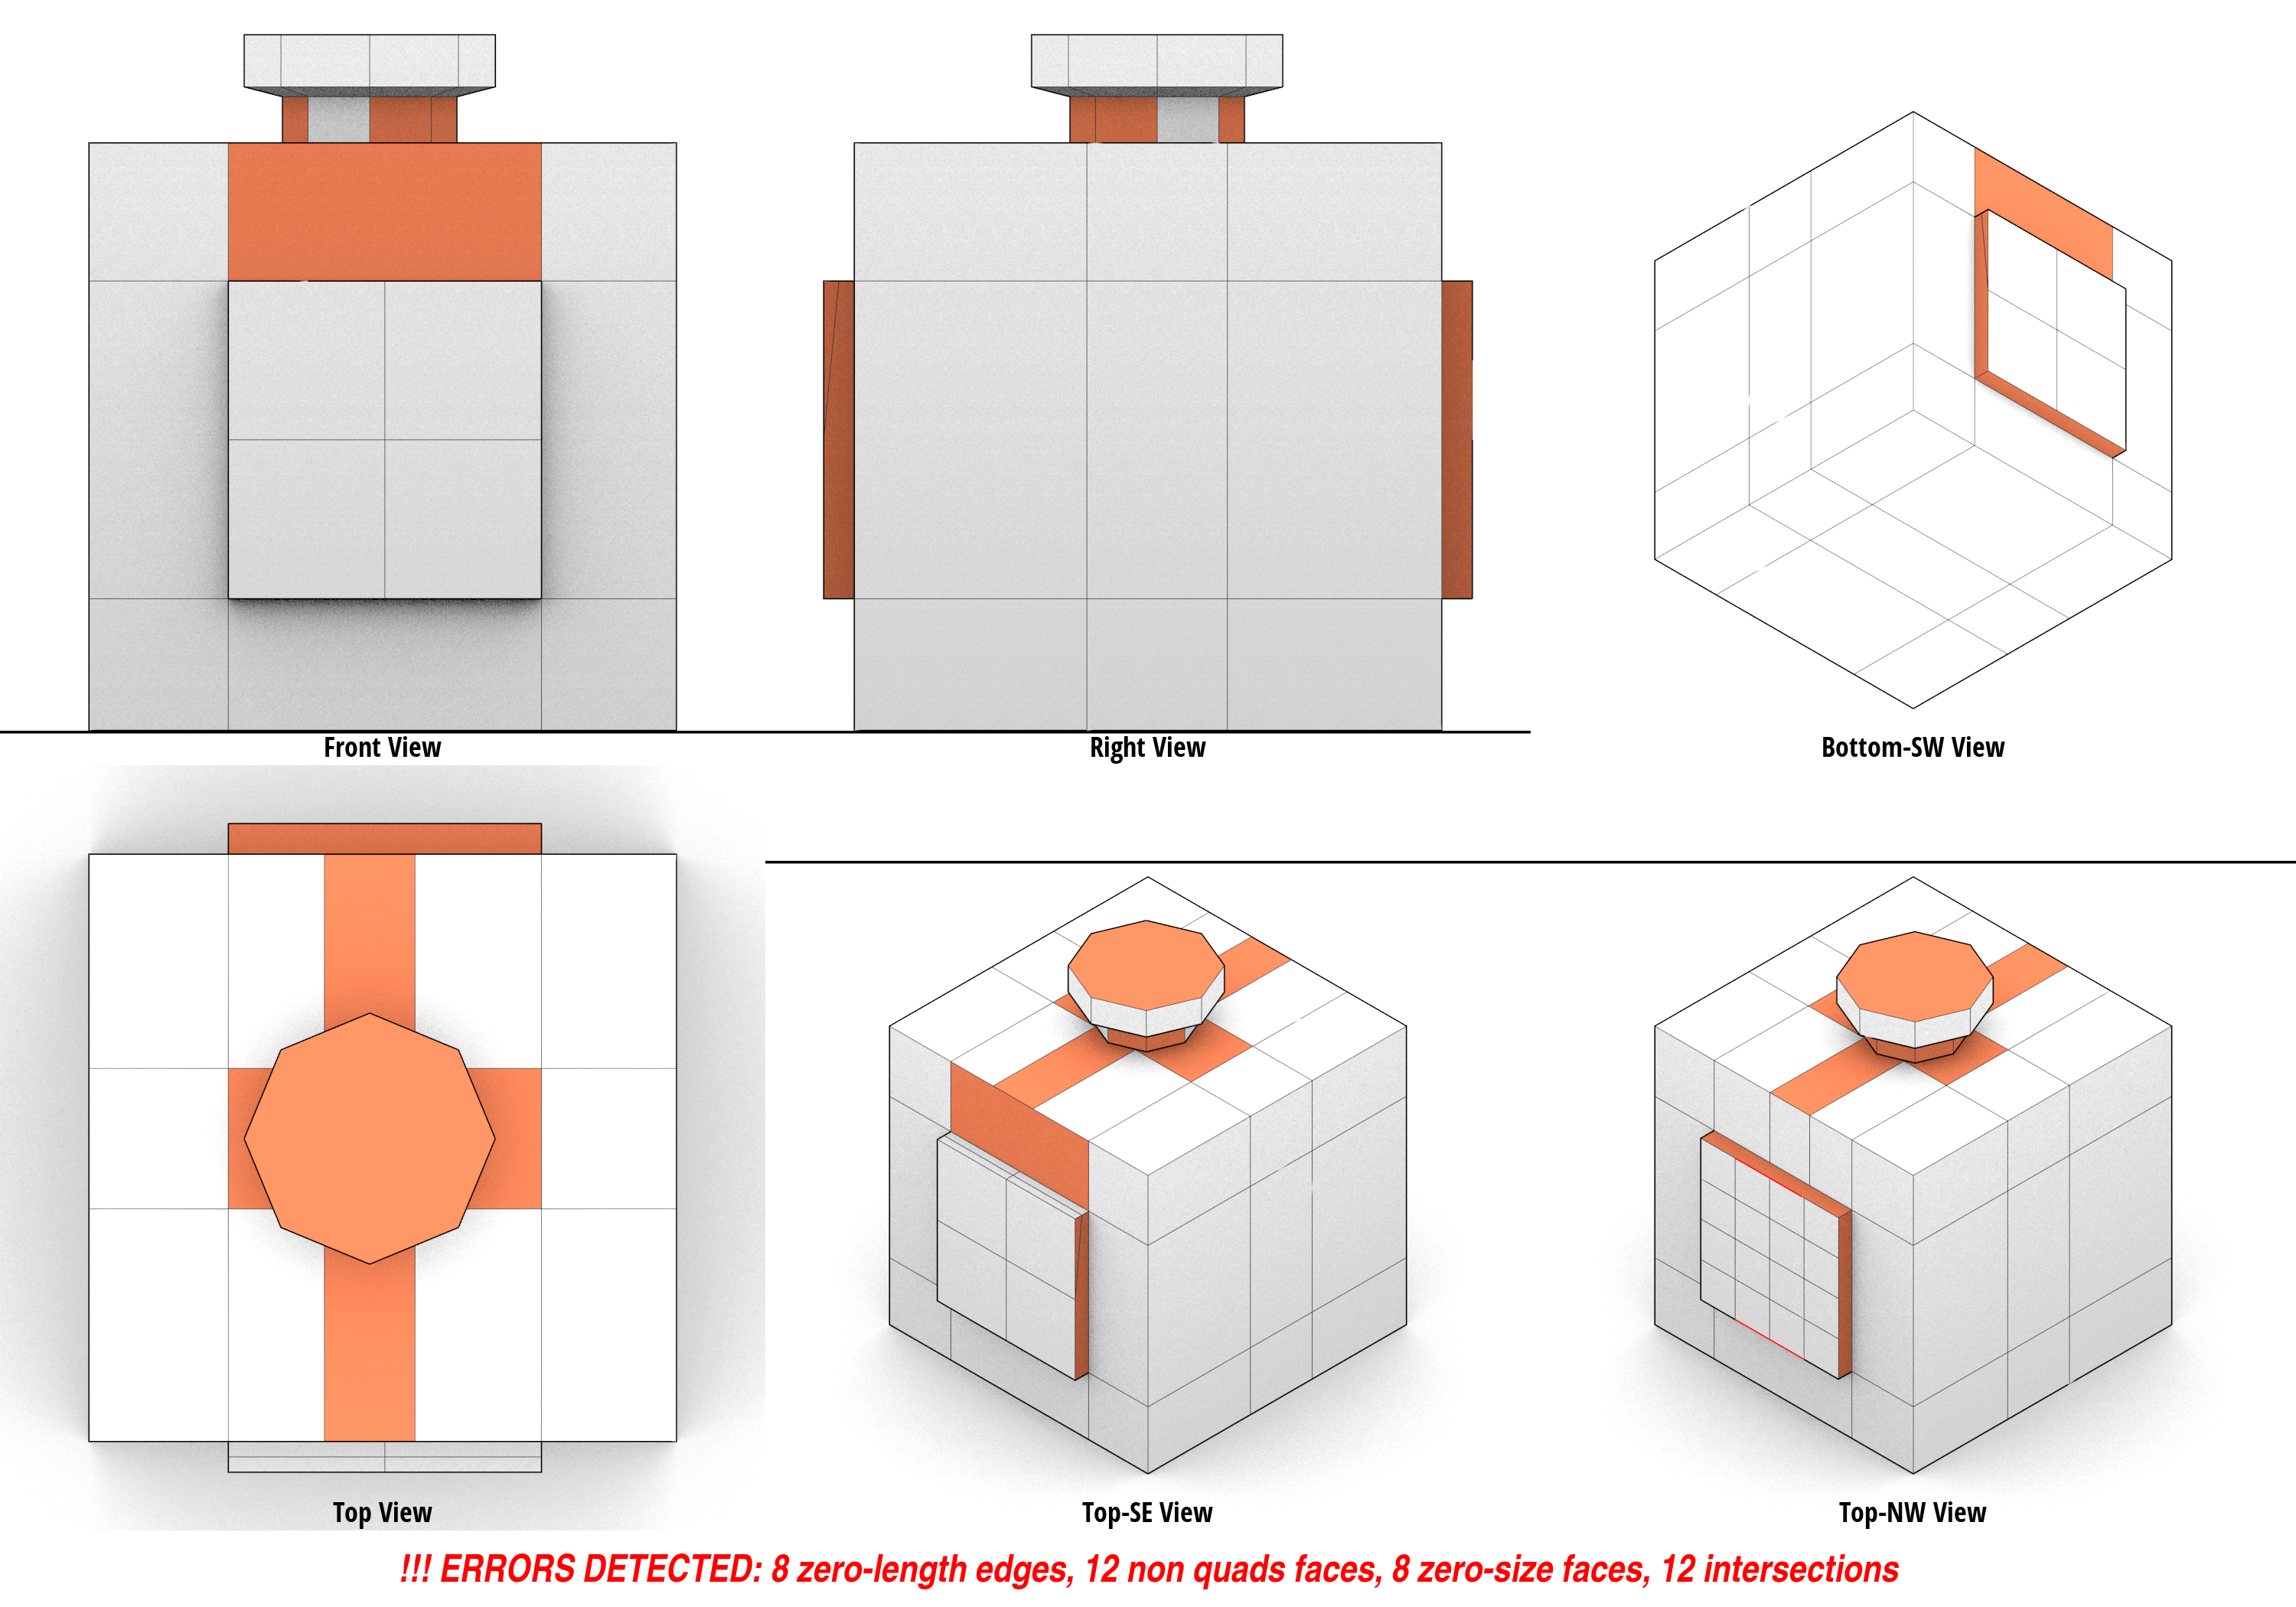 Front View
Right View
Bottom-SW View
Top View
Top-SE View
Top-NW View
!!! ERRORS DETECTED: 8 zero-length edges, 12 non quads faces, 8 zero-size faces, 12 intersections